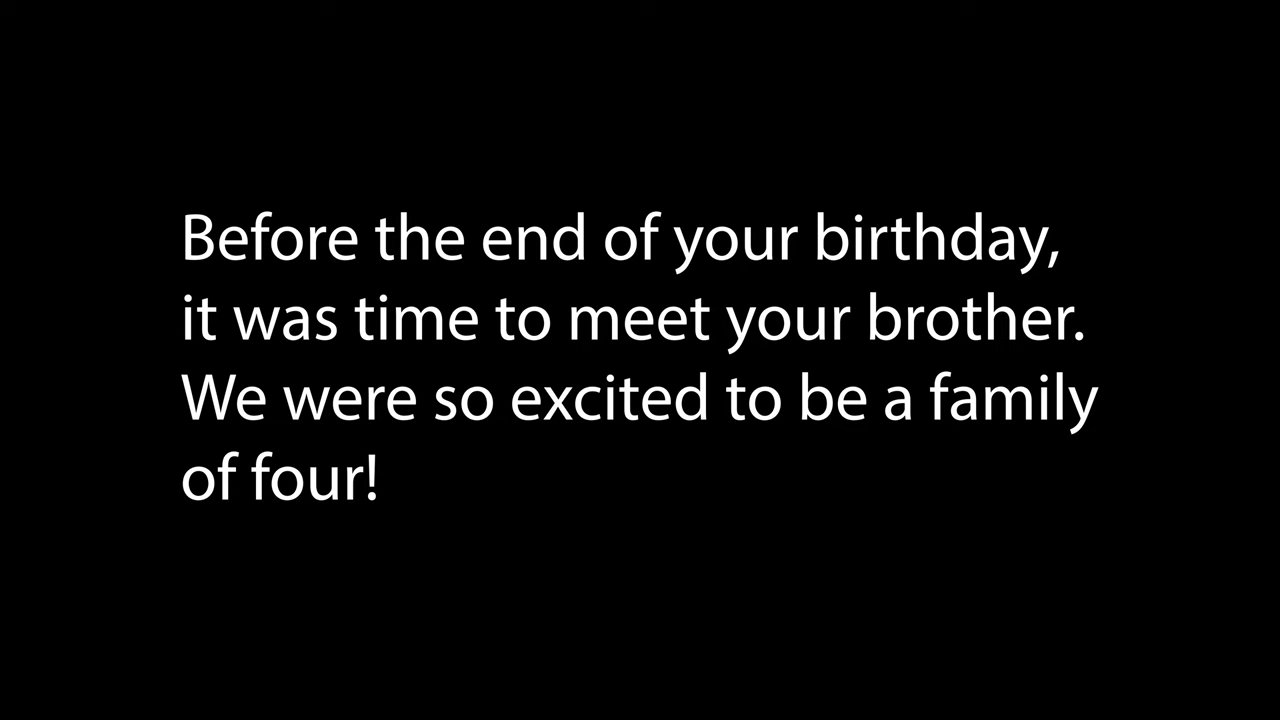 Before the end of your birthday,
it was time to meet your brother.
We were so excited to be a family
of four!